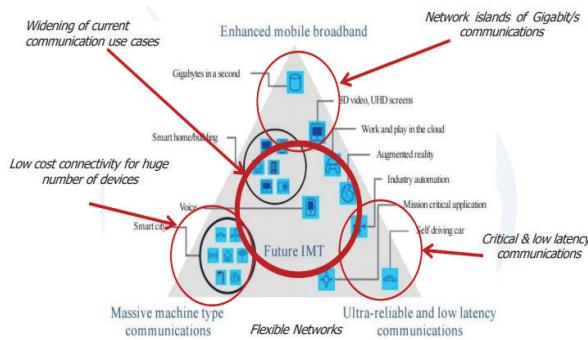 Widening of current
communication use cases
Network islands of Gigabit/s
communications
Enhanced mobile broadband
Gigabytes in a second
3D video, UHD screens
Smart home/building
Work and play in the cloud
Low cost connectivity for huge
number of devices
Augmented reality
Industry automation
Voice
Mission critical application
Smart city
Self driving car
Critical & low latency
communications
Future IMT
Massive machine type
communications
Flexible Networks
Ultra-reliable and low latency
communications